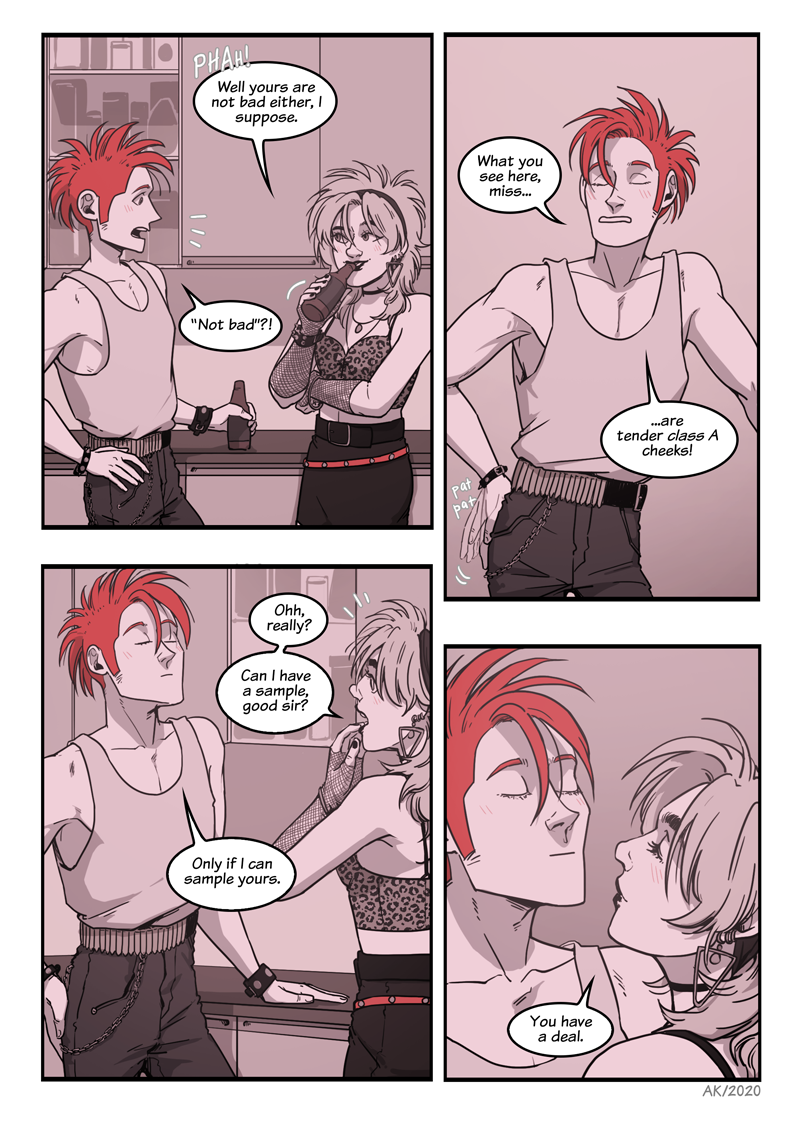 PHAH!
Well yours are
not bad either, I
suppose.
“Not bad”?!
What you
see here,
miss...
...are
tender class A
cheeks!
pat
pat
Ohh,
really?
Can I have
a sample,
good sir?
Only if I can
sample yours.
You have
a deal.
AK/2020